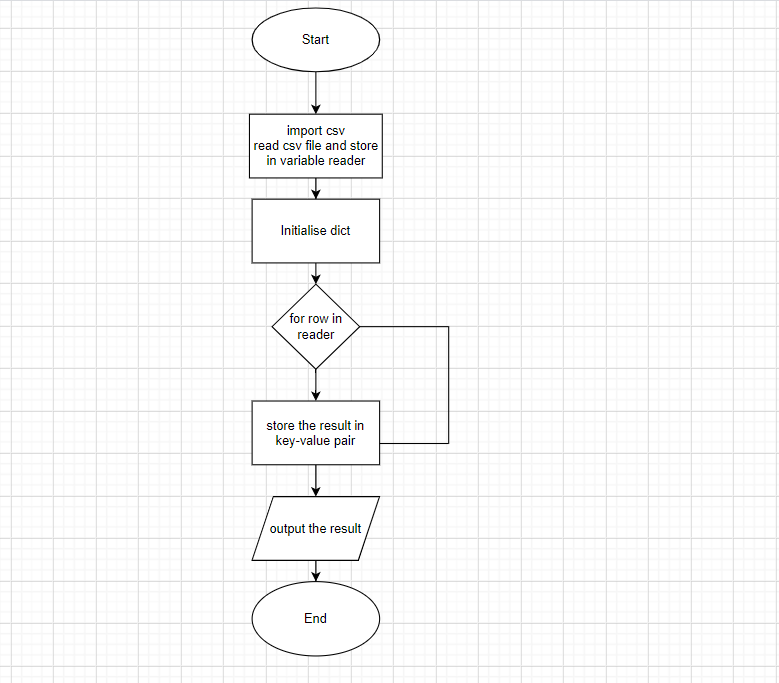 Start
import csv
read csv file and store
in variable reader
Initialise dict
for row in
reader
store the result in
key-value pair
output the result
End